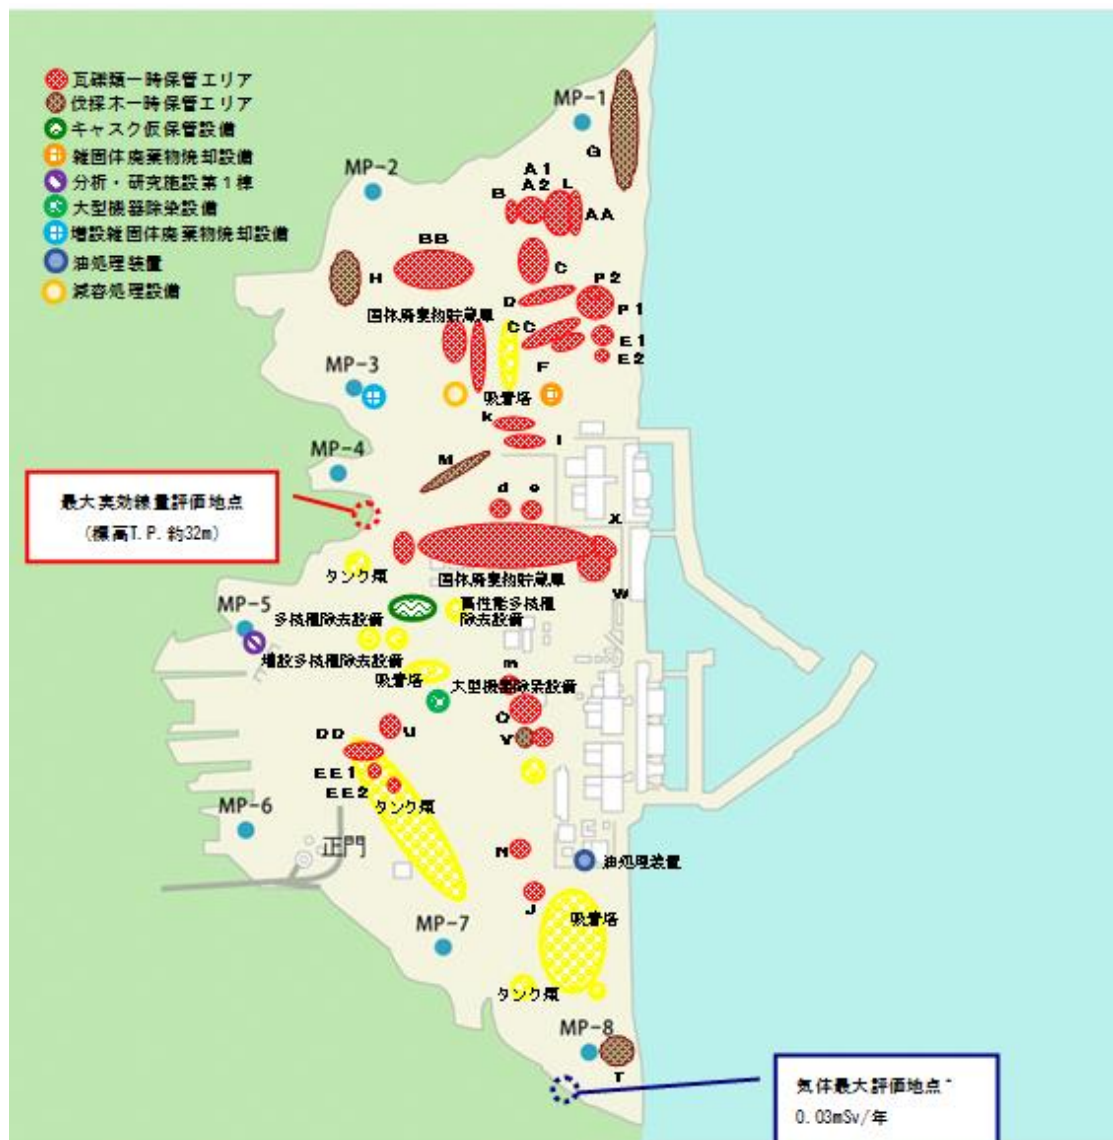 瓦礫類一時保管エリア
伐採木一時保管エリア
キャスク仮保管設備
雑固体廃棄物焼却設備
分析・研究施設第1棟
大型機器除染設備
増設雑固体廃棄物焼却設備
油処理装置
減容処理設備
MP-1
G
MP-2
A1
A2
L
B
AA
BB
H
C
P2
D
P1
固体廃棄物貯蔵庫
CC
E1
E2
F
MP-3
吸着塔
k
l
MP-4
M
d
e
最大実効線量評価地点
(標高T.P.約32m)
X
タンク類
固体廃棄物貯蔵庫
W
MP-5
高性能多核種
除去設備
多核種除去設備
増設多核種除去設備
吸着塔
m
大型機器除染設備
O
U
V
DD
EE1
EE2
タンク類
MP-6
正門
N
油処理装置
J
吸着塔
MP-7
タンク類
MP-8
T
気体最大評価地点
0.03mSv/年